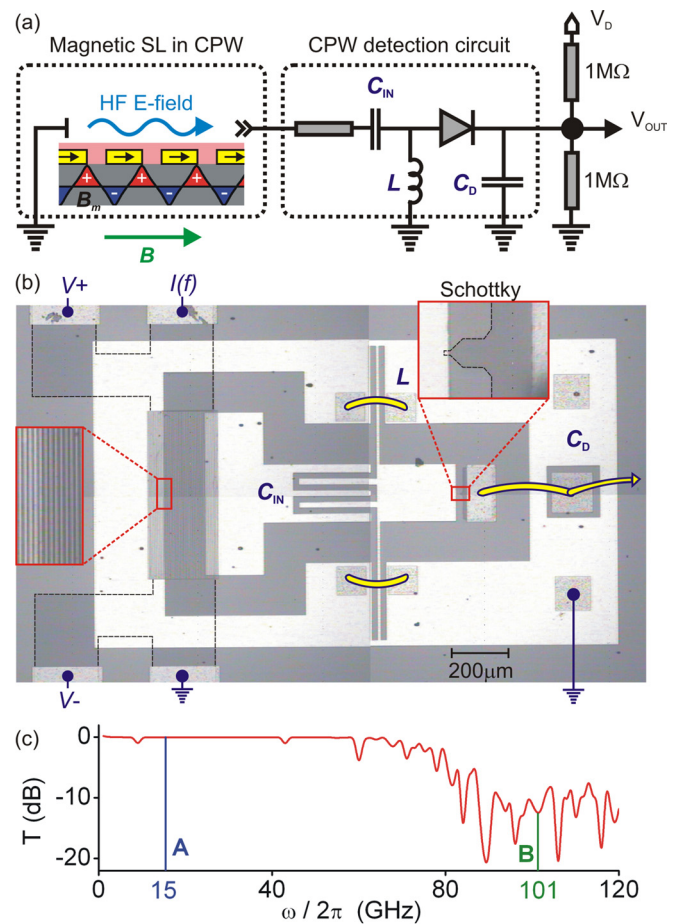 (a)
Magnetic SL in CPW
CPW detection circuit
V_D
HF E-field
C_IN
1MΩ
V_OUT
+ + +
B_m
- - - -
L
C_D
1MΩ
B
(b)
V+
I(f)
Schottky
L
C_D
C_IN
200μm
V-
(c)
T (dB)
0
-10
-20
A
B
0
15
40
80
101
120
ω / 2π (GHz)